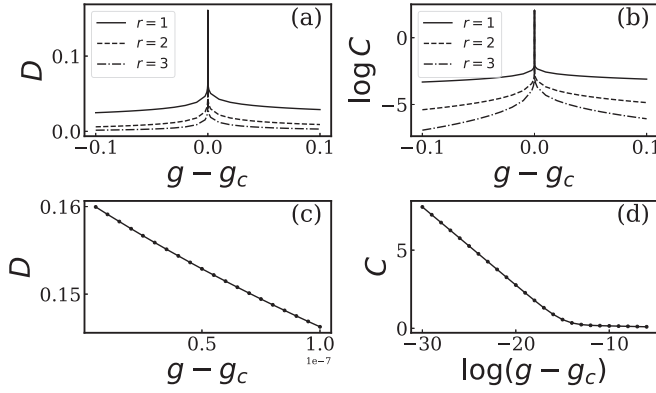 (a)
r = 1
r = 2
r = 3
D
0.1
0.0
−0.1 0.0 0.1
g − g_c
(b)
r = 1
r = 2
r = 3
log C
0
−5
−0.1 0.0 0.1
g − g_c
(c)
D
0.16
0.15
0.5 1.0
1e−7
g − g_c
(d)
C
5
0
−30 −20 −10
log(g − g_c)